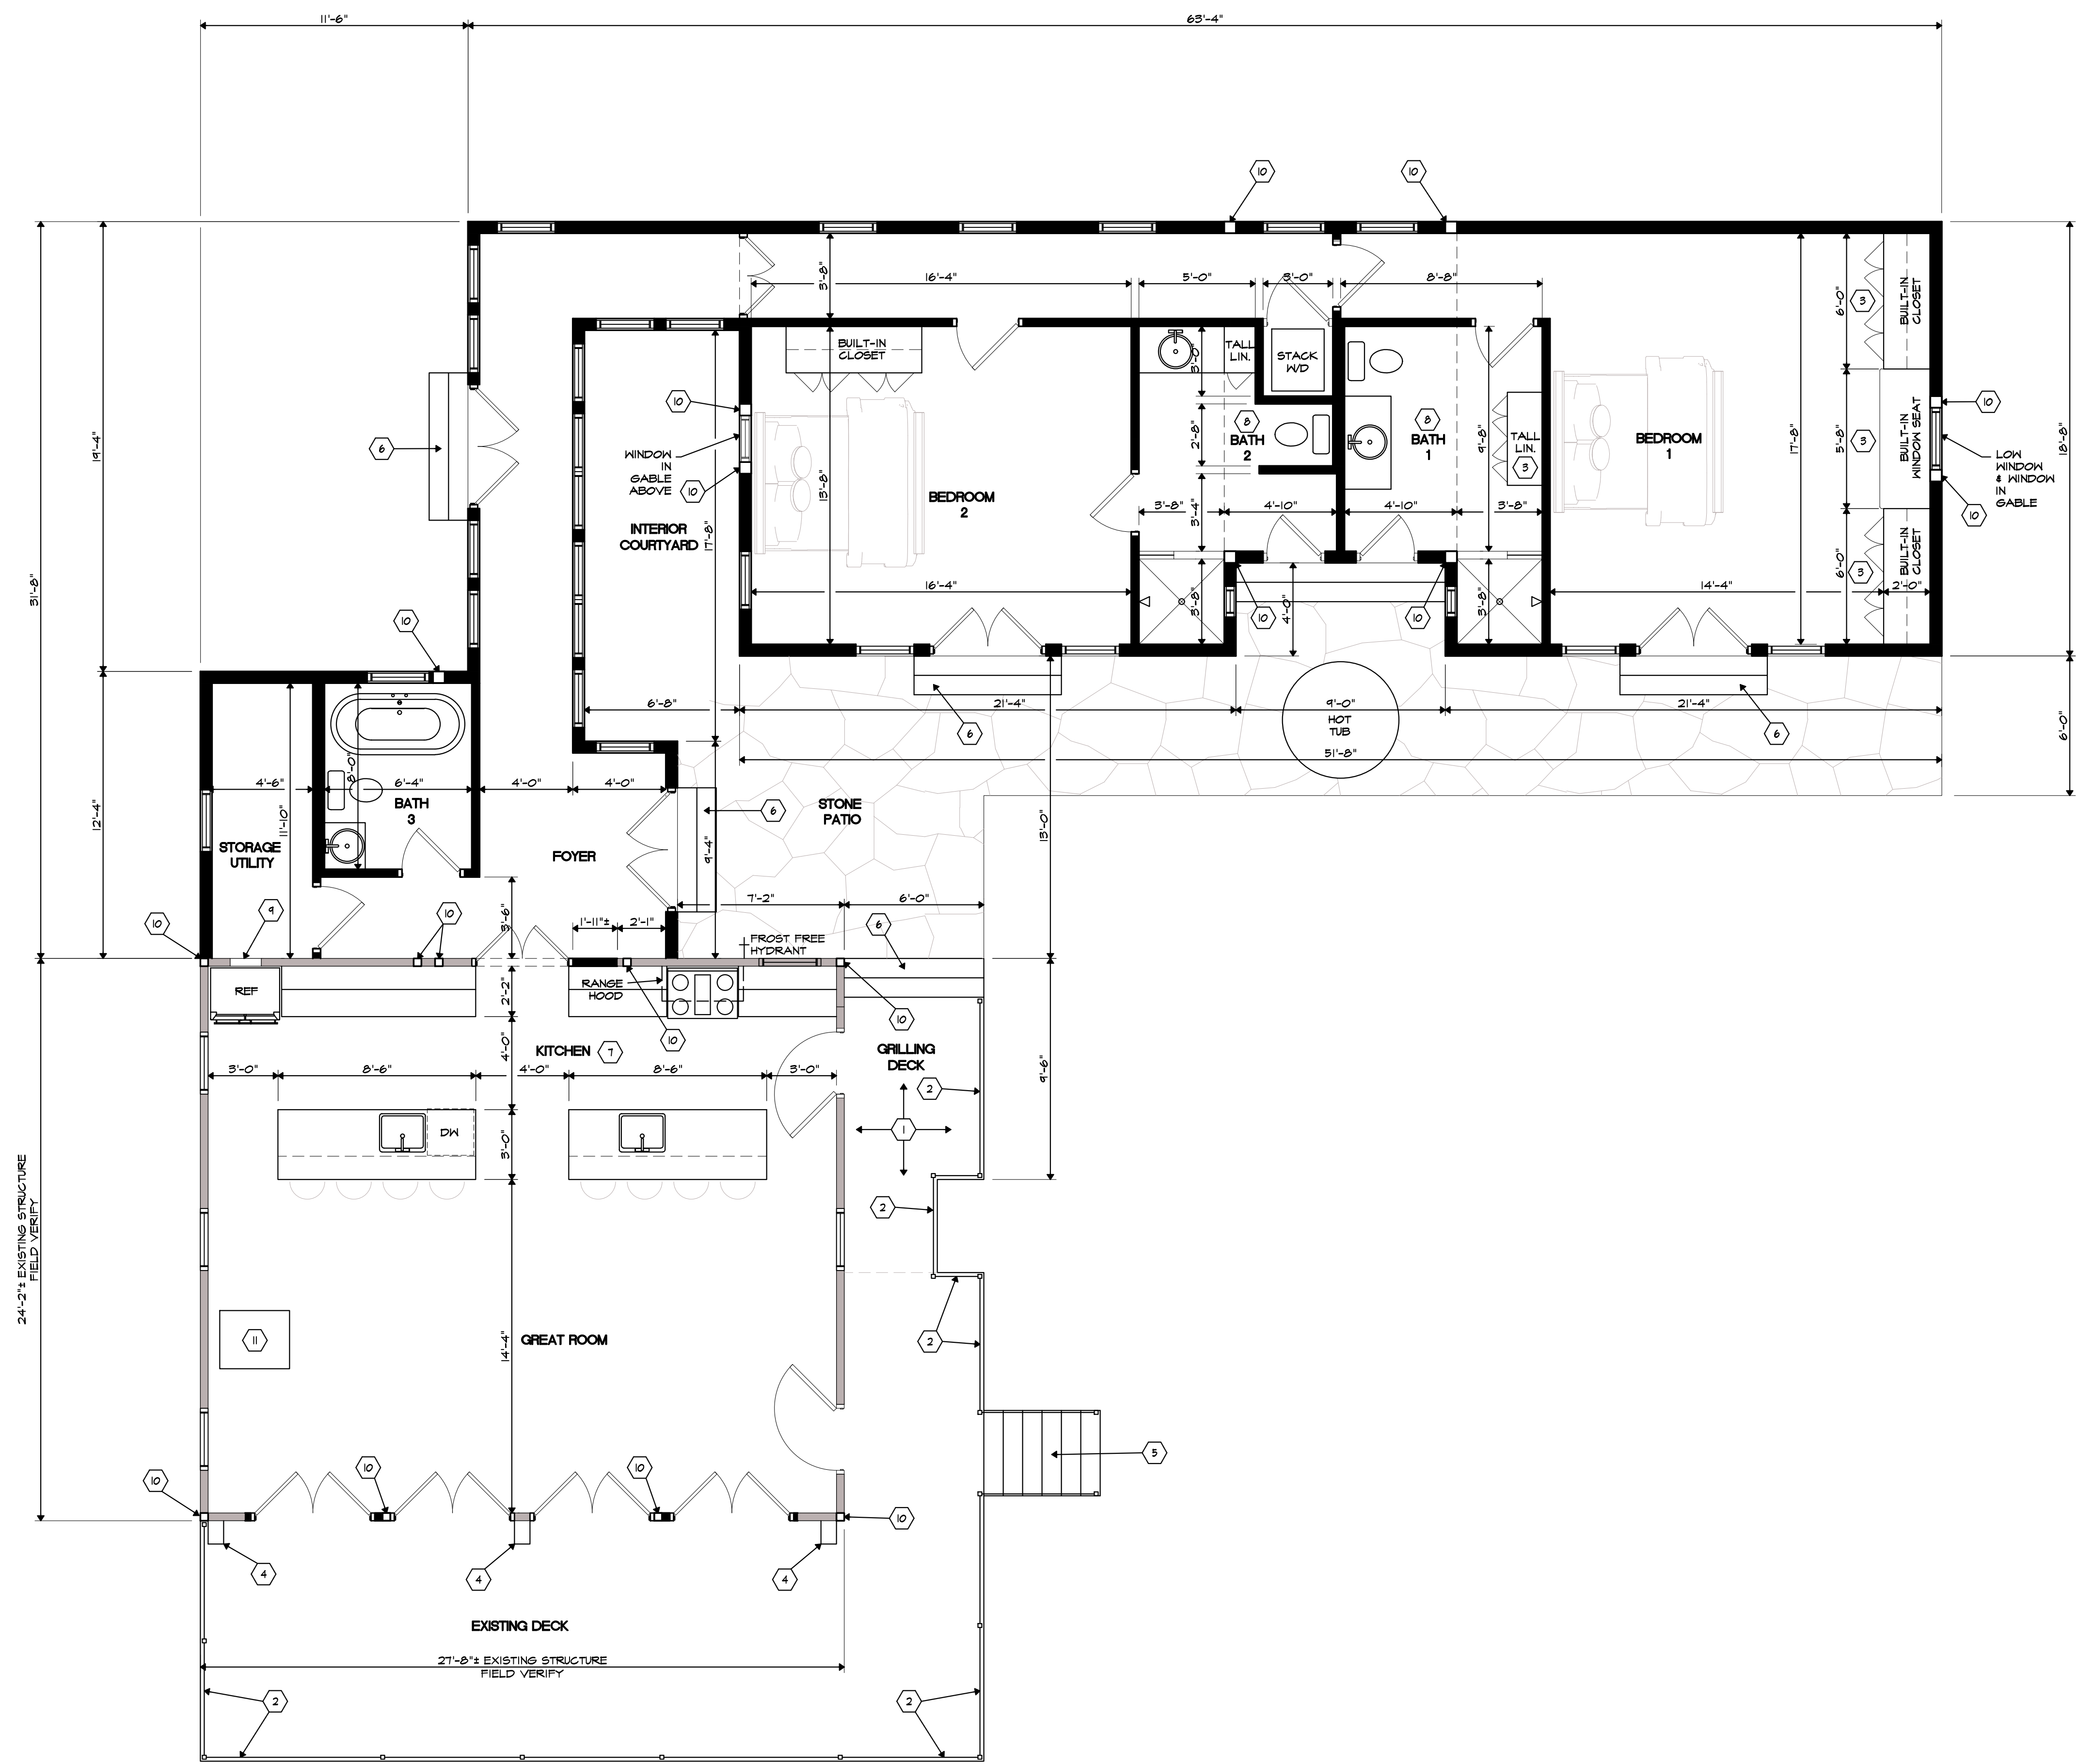 11'-6"
63'-4"
10
10
3'-8"
16'-4"
5'-0"
3'-0"
8'-8"
6'-0"
3
BUILT-IN
CLOSET
BUILT-IN
CLOSET
TALL
LIN.
3'-0"
STACK
W/D
10
10
8
BATH
2
2'-8"
8
BATH
1
9'-8"
TALL
LIN.
3
BEDROOM
1
17'-8"
5'-8"
3
BUILT-IN
WINDOW SEAT
18'-8"
6
19'-4"
WINDOW
IN
GABLE
ABOVE
10
13'-8"
LOW
WINDOW
& WINDOW
IN
GABLE
10
BEDROOM
2
INTERIOR
COURTYARD
17'-8"
3'-8"
3'-4"
4'-10"
4'-10"
3'-8"
6'-0"
3
BUILT-IN
CLOSET
31'-8"
16'-4"
3'-8"
4'-0"
10
10
3'-8"
14'-4"
2'-0"
10
6'-8"
21'-4"
9'-0"
21'-4"
HOT
TUB
6
6
6'-0"
51'-8"
8'-0"
4'-6"
6'-4"
4'-0"
4'-0"
12'-4"
11'-10"
BATH
3
6
STONE
PATIO
13'-0"
STORAGE
UTILITY
FOYER
9'-4"
7'-2"
6'-0"
10
9
10
3'-6"
1'-11"±
2'-1"
6
FROST FREE
HYDRANT
REF
2'-2"
RANGE
HOOD
10
10
KITCHEN
7
4'-0"
GRILLING
DECK
9'-6"
3'-0"
8'-6"
4'-0"
8'-6"
3'-0"
2
1
DW
3'-0"
2
24'-2"± EXISTING STRUCTURE
FIELD VERIFY
11
GREAT ROOM
14'-4"
2
10
10
10
5
10
4
4
4
EXISTING DECK
27'-8"± EXISTING STRUCTURE
FIELD VERIFY
2
2